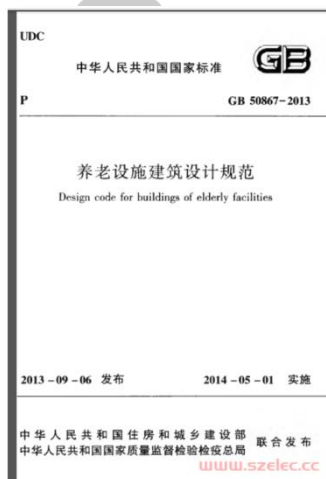 UDC
中华人民共和国国家标准
GB
P
GB 50867-2013
养老设施建筑设计规范
Design code for buildings of elderly facilities
2013-09-06 发布
2014-05-01 实施
中华人民共和国住房和城乡建设部
中华人民共和国国家质量监督检验检疫总局
联合发布
www.szelec.cc